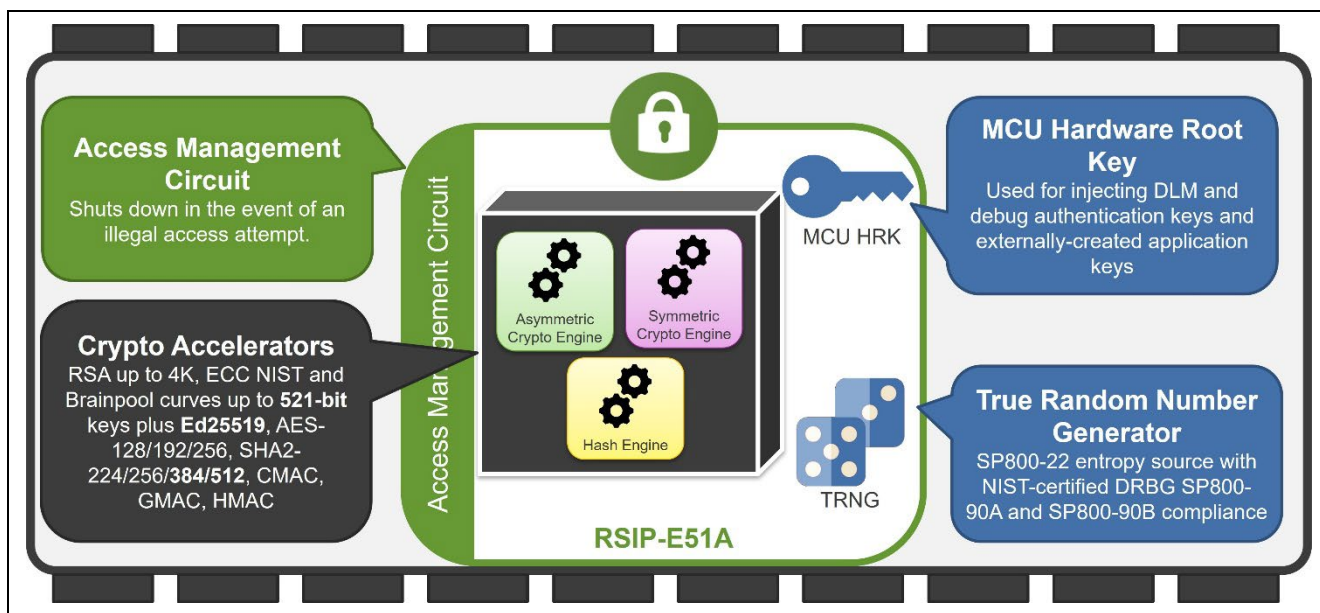 Access Management
Circuit
Shuts down in the event of an
illegal access attempt.
Crypto Accelerators
RSA up to 4K, ECC NIST and
Brainpool curves up to 521-bit
keys plus Ed25519, AES-
128/192/256, SHA2-
224/256/384/512, CMAC,
GMAC, HMAC
Access Management Circuit
Asymmetric
Crypto Engine
Symmetric
Crypto Engine
Hash Engine
MCU HRK
TRNG
RSIP-E51A
MCU Hardware Root
Key
Used for injecting DLM and
debug authentication keys and
externally-created application
keys
True Random Number
Generator
SP800-22 entropy source with
NIST-certified DRBG SP800-
90A and SP800-90B compliance